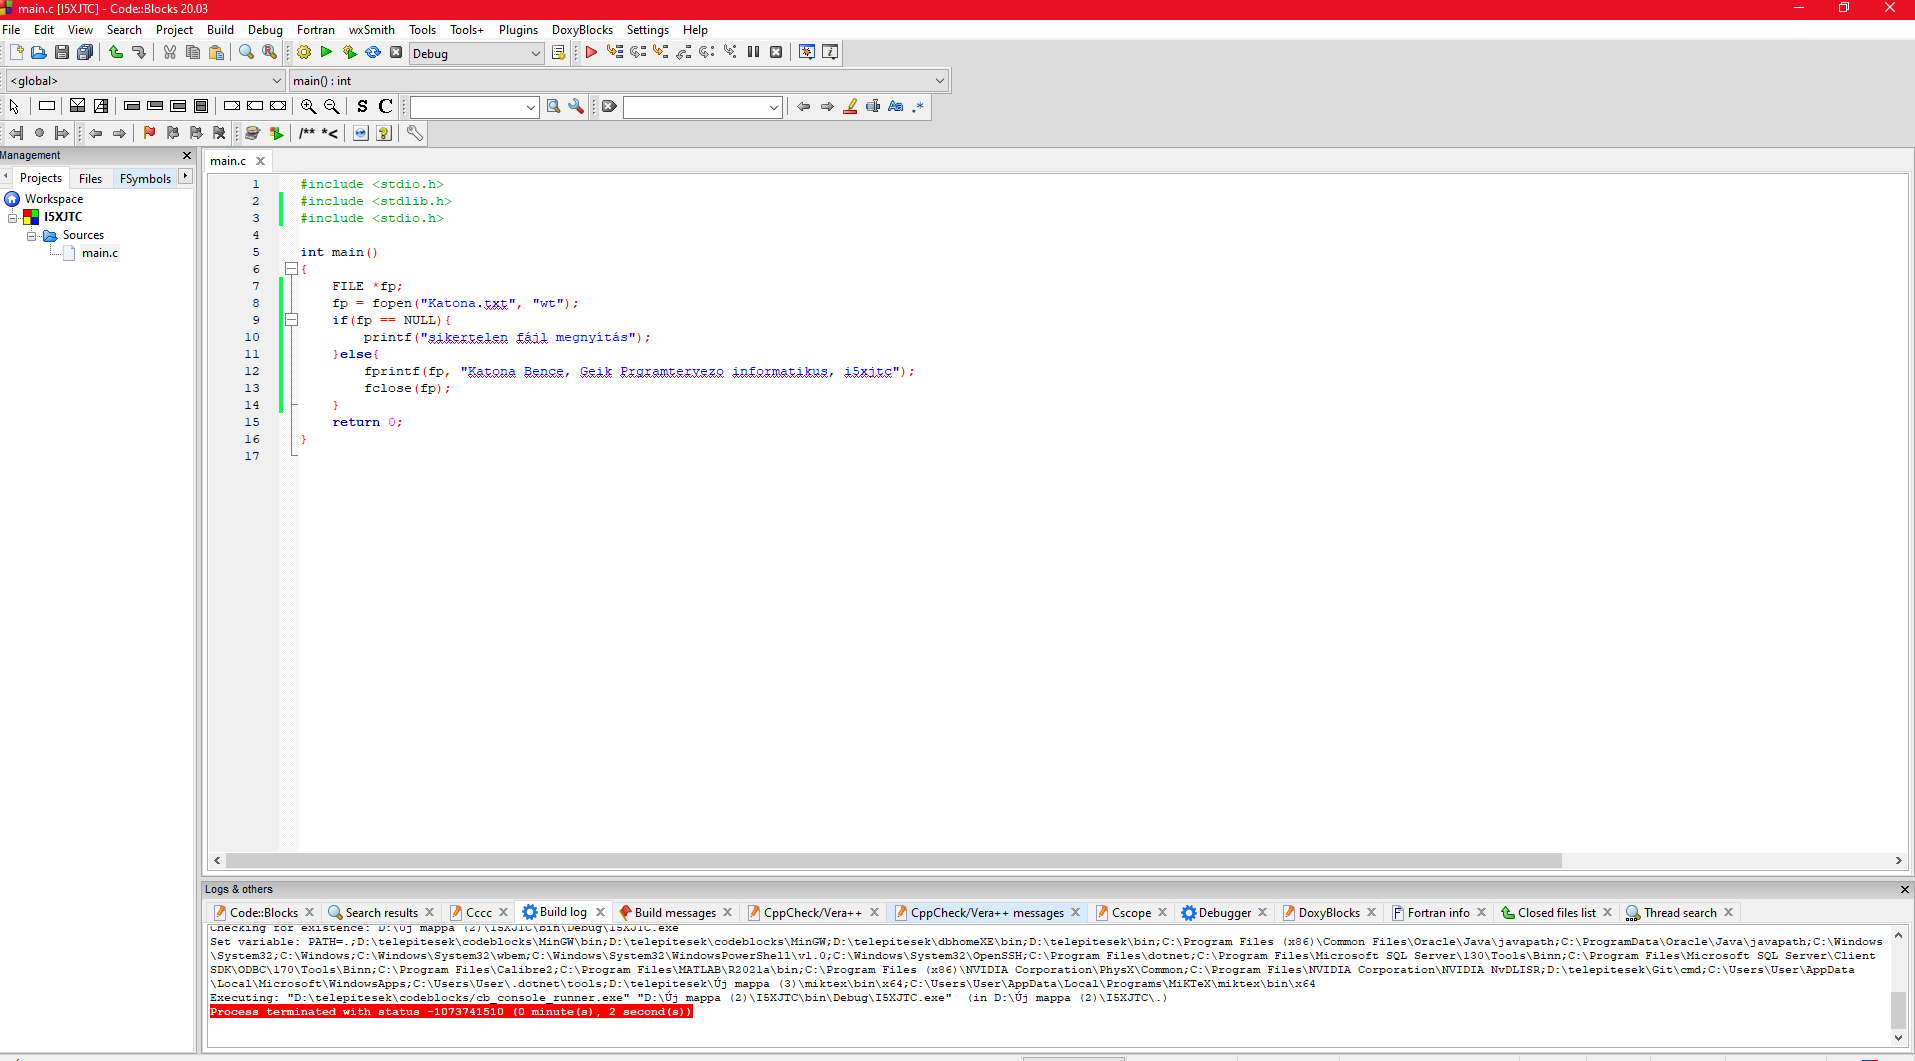 main.c [I5XJTC] - Code::Blocks 20.03
File Edit View Search Project Build Debug Fortran wxSmith Tools Tools+ Plugins DoxyBlocks Settings Help
Debug
<global> main() : int
S C Aa .*
/** *<
Management
Projects Files FSymbols
Workspace
I5XJTC
Sources
main.c
main.c
1 #include <stdio.h>
2 #include <stdlib.h>
3 #include <stdio.h>
4
5 int main()
6 {
7 FILE *fp;
8 fp = fopen("Katona.txt", "wt");
9 if(fp == NULL){
10 printf("sikertelen fájl megnyítás");
11 }else{
12 fprintf(fp, "Katona Bence, Geik Prgramtervezo informatikus, i5xjtc");
13 fclose(fp);
14 }
15 return 0;
16 }
17
Logs & others
Code::Blocks Search results Cccc Build log Build messages CppCheck/Vera++ CppCheck/Vera++ messages Cscope Debugger DoxyBlocks Fortran info Closed files list Thread search
Checking for existence: D:\Új mappa (2)\I5XJTC\bin\Debug\I5XJTC.exe
Set variable: PATH=.;D:\telepitesek\codeblocks\MinGW\bin;D:\telepitesek\codeblocks\MinGW;D:\telepitesek\dbhomeXE\bin;D:\telepitesek\bin;C:\Program Files (x86)\Common Files\Oracle\Java\javapath;C:\ProgramData\Oracle\Java\javapath;C:\Windows
\System32;C:\Windows;C:\Windows\System32\wbem;C:\Windows\System32\WindowsPowerShell\v1.0;C:\Windows\System32\OpenSSH;C:\Program Files\dotnet;C:\Program Files\Microsoft SQL Server\130\Tools\Binn;C:\Program Files\Microsoft SQL Server\Client
SDK\ODBC\170\Tools\Binn;C:\Program Files\Calibre2;C:\Program Files\MATLAB\R2021a\bin;C:\Program Files (x86)\NVIDIA Corporation\PhysX\Common;C:\Program Files\NVIDIA Corporation\NVIDIA NvDLISR;D:\telepitesek\Git\cmd;C:\Users\User\AppData
\Local\Microsoft\WindowsApps;C:\Users\User\.dotnet\tools;D:\telepitesek\Új mappa (3)\miktex\bin\x64;C:\Users\User\AppData\Local\Programs\MiKTeX\miktex\bin\x64
Executing: "D:\telepitesek\codeblocks/cb_console_runner.exe" "D:\Új mappa (2)\I5XJTC\bin\Debug\I5XJTC.exe" (in D:\Új mappa (2)\I5XJTC\.)
Process terminated with status -1073741510 (0 minute(s), 2 second(s))